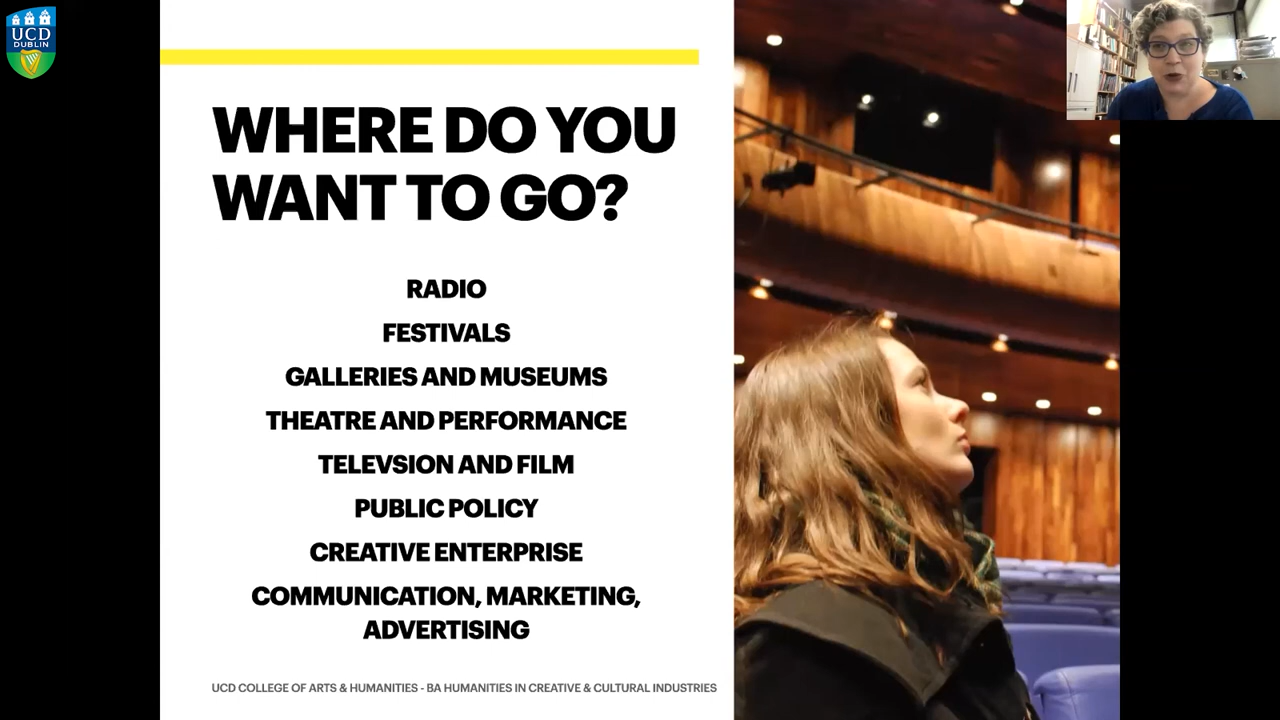 UCD
DUBLIN
WHERE DO YOU
WANT TO GO?
RADIO
FESTIVALS
GALLERIES AND MUSEUMS
THEATRE AND PERFORMANCE
TELEVSION AND FILM
PUBLIC POLICY
CREATIVE ENTERPRISE
COMMUNICATION, MARKETING,
ADVERTISING
UCD COLLEGE OF ARTS & HUMANITIES - BA HUMANITIES IN CREATIVE & CULTURAL INDUSTRIES